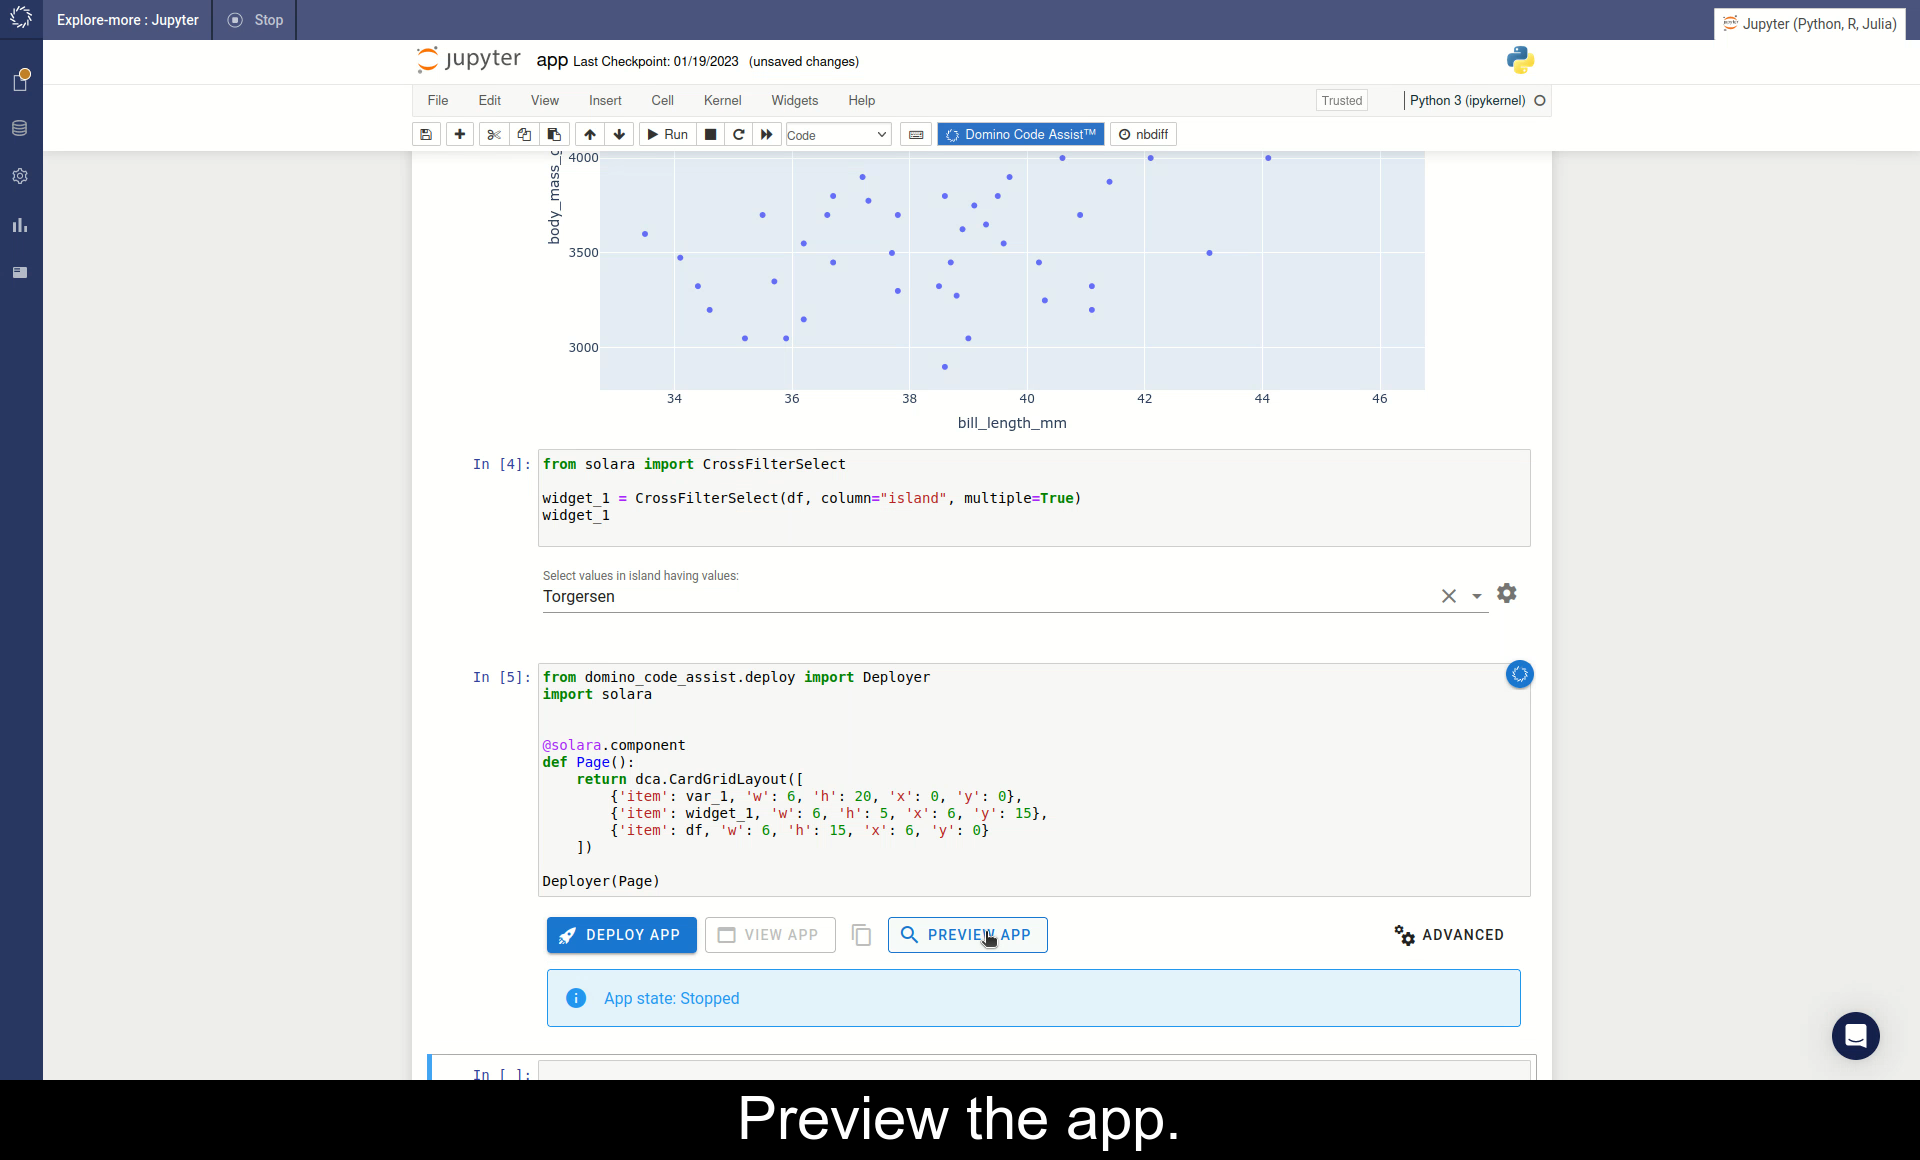 Explore-more : Jupyter
Stop
Jupyter (Python, R, Julia)
jupyter app Last Checkpoint: 01/19/2023 (unsaved changes)
File Edit View Insert Cell Kernel Widgets Help
Trusted
Python 3 (ipykernel)
Run
Code
Domino Code Assist™
nbdiff
4000
3500
3000
34 36 38 40 42 44 46
bill_length_mm
In [4]:
from solara import CrossFilterSelect
widget_1 = CrossFilterSelect(df, column="island", multiple=True)
widget_1
Select values in island having values:
Torgersen
In [5]:
from domino_code_assist.deploy import Deployer
import solara
@solara.component
def Page():
    return dca.CardGridLayout([
        {'item': var_1, 'w': 6, 'h': 20, 'x': 0, 'y': 0},
        {'item': widget_1, 'w': 6, 'h': 5, 'x': 6, 'y': 15},
        {'item': df, 'w': 6, 'h': 15, 'x': 6, 'y': 0}
    ])
Deployer(Page)
DEPLOY APP
VIEW APP
PREVIEW APP
ADVANCED
App state: Stopped
In [ ]:
Preview the app.